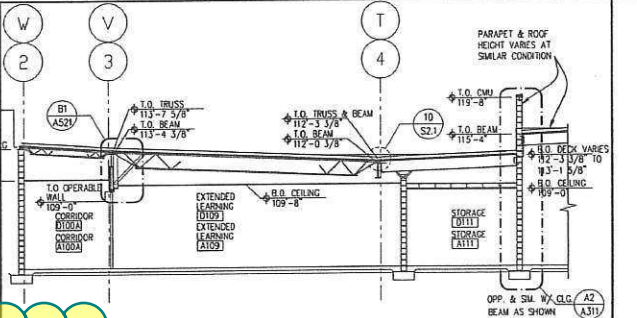 W
V
T
2
3
4
PARAPET & ROOF
HEIGHT VARIES AT
SIMILAR CONDITION
B1
A521
T.O. TRUSS
113'-7 5/8"
T.O. BEAM
113'-4 3/8"
T.O. TRUSS & BEAM
112'-3 3/8"
T.O. BEAM
112'-0 3/8"
10
S2.1
T.O. CMU
119'-8"
T.O. BEAM
115'-4"
B.O. DECK VARIES
112'-3 3/8" TO
113'-1 5/8"
B.O. CEILING
109'-0"
T.O OPERABLE
WALL
109'-0"
CORRIDOR
D100A
CORRIDOR
A100A
EXTENDED
LEARNING
D109
EXTENDED
LEARNING
A109
B.O. CEILING
109'-8"
STORAGE
D111
STORAGE
A111
OPP. & SIM. W/ CLG.
BEAM AS SHOWN
A2
A311